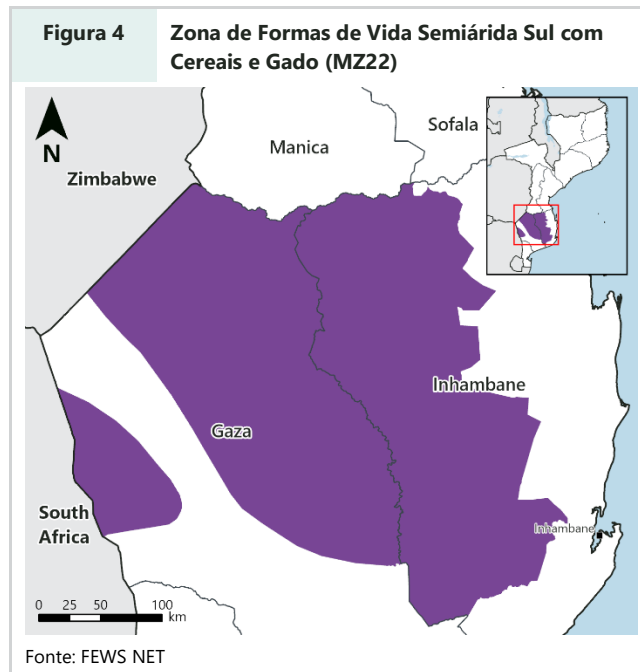 Figura 4
Zona de Formas de Vida Semiárida Sul com
Cereais e Gado (MZ22)
N
Sofala
Manica
Zimbabwe
Inhambane
Gaza
South
Africa
Inhambane
0 25 50 100
km
Fonte: FEWS NET